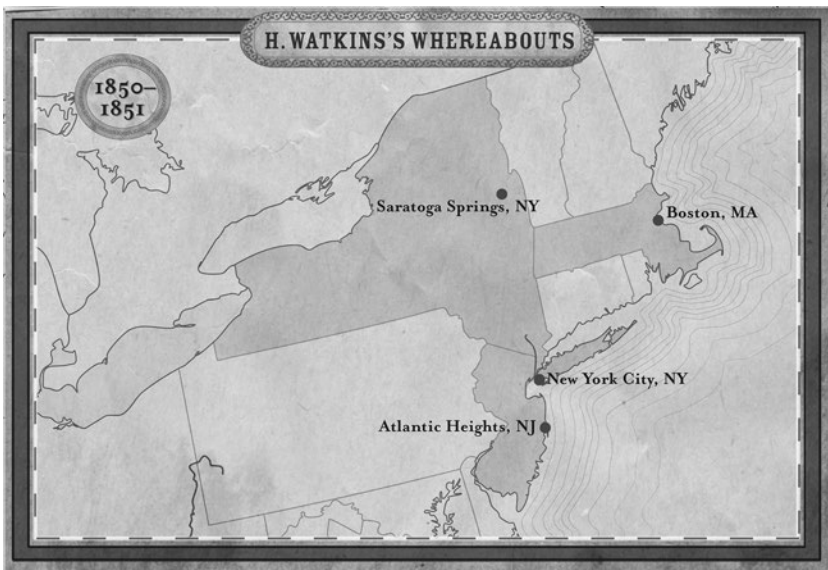 H. WATKINS'S WHEREABOUTS
1850–
1851
Saratoga Springs, NY
Boston, MA
New York City, NY
Atlantic Heights, NJ